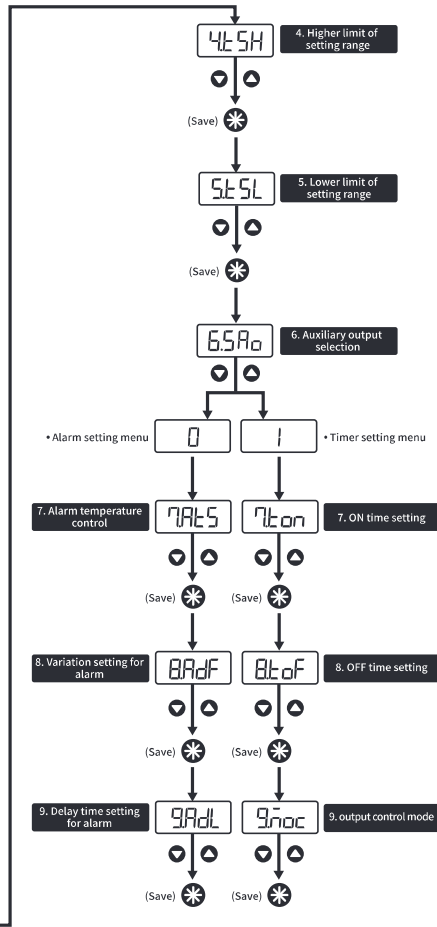 4.tSH
4. Higher limit of
setting range
(Save)
5.tSL
5. Lower limit of
setting range
(Save)
6.SAo
6. Auxiliary output
selection
• Alarm setting menu
0
1
• Timer setting menu
7. Alarm temperature
control
7.AtS
7.ton
7. ON time setting
(Save)
(Save)
8. Variation setting for
alarm
8.AdF
8.toF
8. OFF time setting
(Save)
(Save)
9. Delay time setting
for alarm
9.AdL
9.moc
9. output control mode
(Save)
(Save)